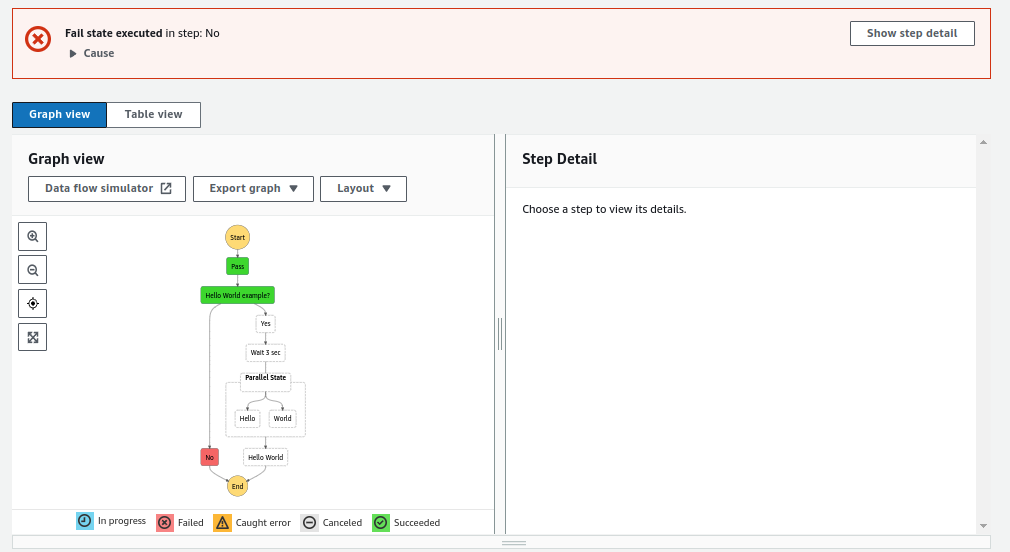 Fail state executed in step: No
Show step detail
Cause
Graph view
Table view
Graph view
Step Detail
Data flow simulator
Export graph
Layout
Choose a step to view its details.
Start
Pass
Hello World example?
Yes
Wait 3 sec
Parallel State
Hello
World
No
Hello World
End
In progress
Failed
Caught error
Canceled
Succeeded